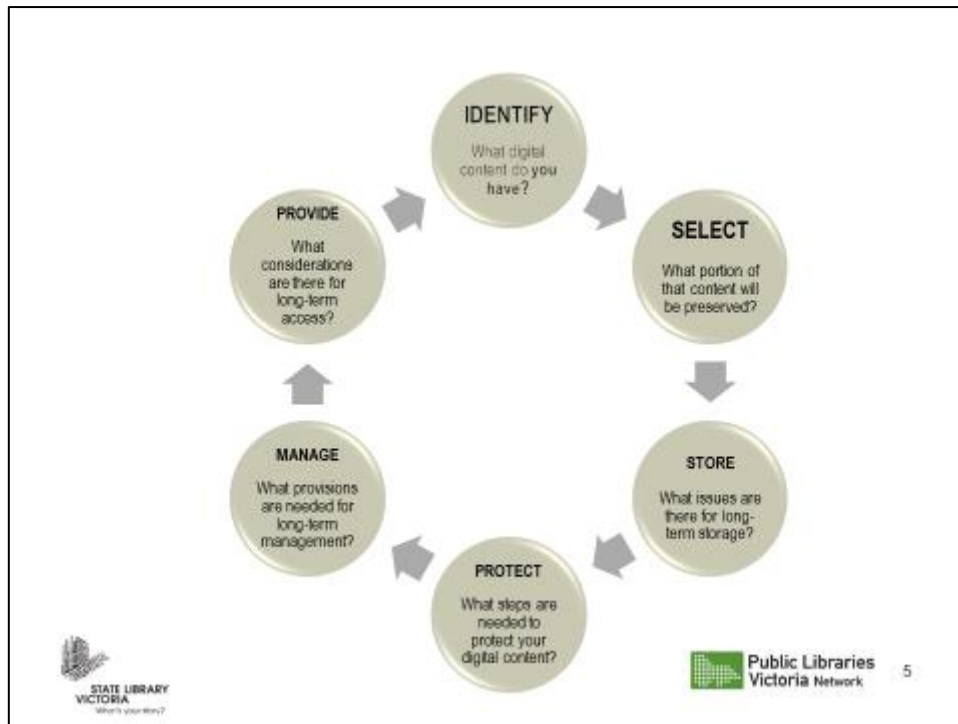 IDENTIFY
What digital
content do you
have?
SELECT
What portion of
that content will
be preserved?
STORE
What issues are
there for long-
term storage?
PROTECT
What steps are
needed to
protect your
digital content?
MANAGE
What provisions
are needed for
long-term
management?
PROVIDE
What
considerations
are there for
long-term
access?
STATE LIBRARY
VICTORIA
What's your story?
Public Libraries
Victoria Network
5